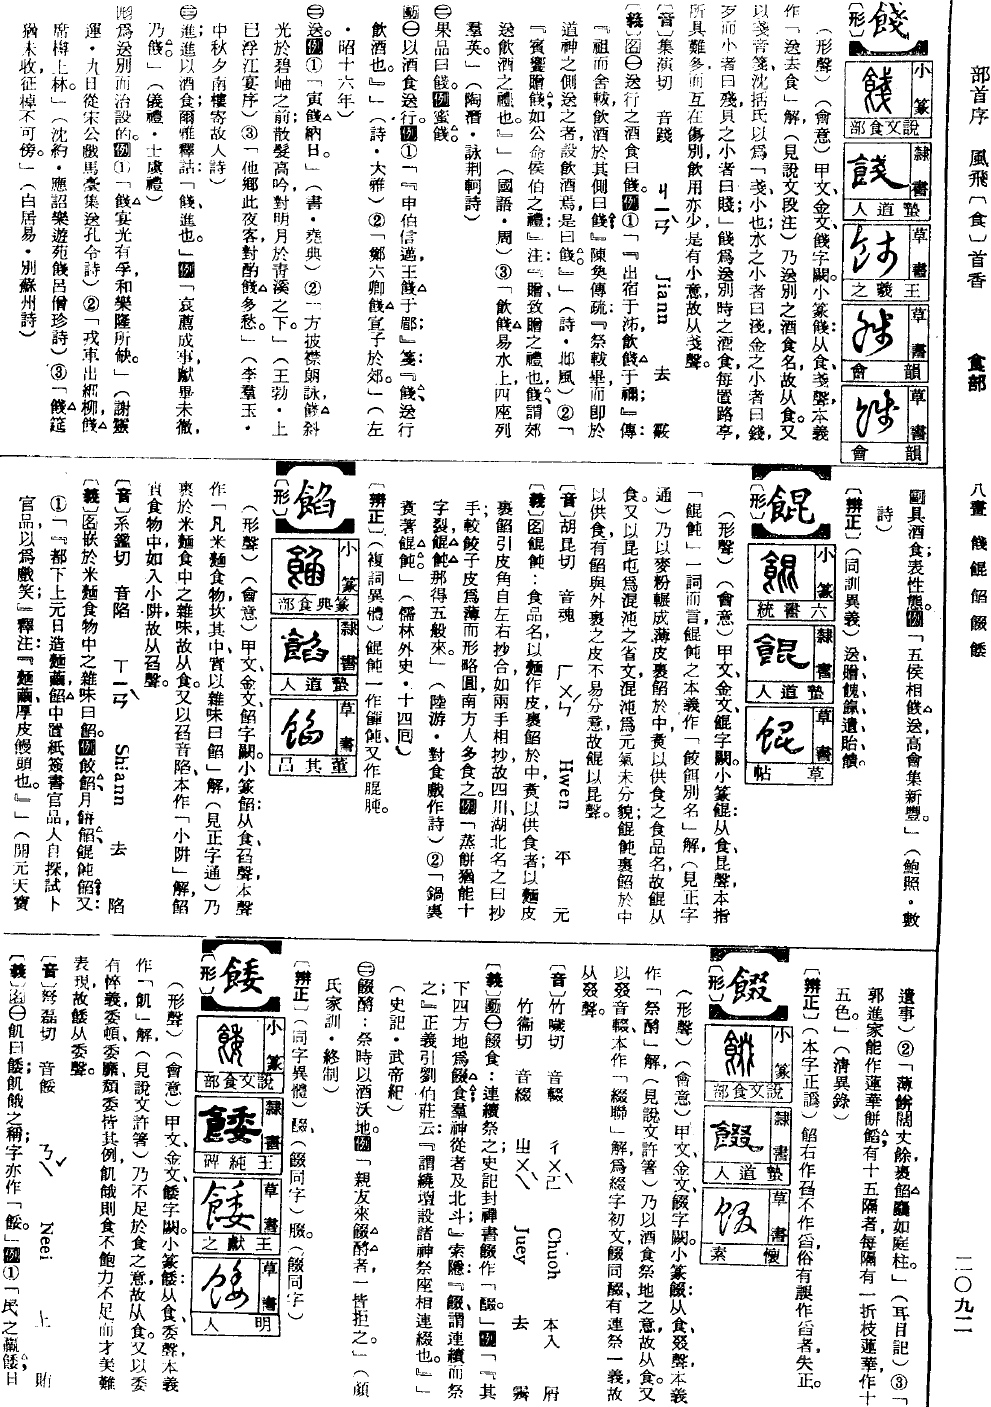 部首序　風飛〔食〕首香　食部
八畫　餞餛餡餟餧
二〇九二
餞
小篆　說文食部
隸書　蟄道人
草書　王羲之
草書　韻會
草書　韻會
〔形〕（形聲）（會意）甲文、金文餞字闕。小篆餞：从食，戔聲，本義
作「送去食」解，（見說文段注）乃送別之酒食名，故从食。又
以戔音箋，沈括氏以爲「戔，小也；水之小者曰淺，金之小者曰錢，
歹而小者曰殘，貝之小者曰賤」餞爲送別時之酒食，每置路亭，
所具雖多而互在傷別，飲用亦少，是有小意，故从戔聲。
〔音〕集演切　音踐　ㄐㄧㄢˋ　Jiann　去　霰
〔義〕名㊀送行之酒食曰餞。例①「『出宿于泲，飲餞于禰。』傳：
『祖而舍軷，飲酒於其側曰餞。』陳奐傳疏：『祭軷畢，而卽於
道神之側，送之者設飲酒焉，是曰餞。』」（詩・邶風）②「
『賓饗贈餞如公命侯伯之禮。』注：『贈，致贈之禮也；餞，謂郊
送飲酒之禮也。』」（國語・周）③「飲餞易水上，四座列
羣英。」（陶潛・詠荆軻詩）
㊁果品曰餞。例蜜餞。
動㊀以酒食送行。例①「『申伯信邁，王餞于郿。』箋：『餞，送行
飲酒也。』」（詩・大雅）②「鄭六卿餞宣子於郊。」（左
・昭十六年）
㊁送。例①「寅餞納日。」（書・堯典）②「方披襟朗詠，餞斜
光於碧岫之前；散髮高吟，對明月於靑溪之下。」（王勃・上
巳浮江宴序）③「他鄉此夜客，對酌餞多愁。」（李羣玉・
中秋夕南樓寄故人詩）
㊂進；進以酒食。爾雅釋詁：「餞，進也。」例「哀薦成事，獻畢未徹，
乃餞。」（儀禮・士虞禮）
形爲送別而治設的。例①「餞宴光有孚，和樂隆所缺。」（謝靈
運・九日從宋公戲馬臺集送孔令詩）②「戎車出細柳，餞
席樽上林。」（沈約・應詔樂遊苑餞呂僧珍詩）③「餞筵
猶未收，征棹不可傍。」（白居易・別蘇州詩）
副具酒食表性態。例「五侯相餞送，高會集新豐。」（鮑照・數
詩）
〔辨正〕（同訓異義）送、贈、餽、餫、遺、貽、饋。
餛
小篆　六書統
隸書　蟄道人
草書　草帖
〔形〕（形聲）（會意）甲文、金文餛字闕。小篆餛：从食，昆聲，本指
「餛飩」一詞而言，餛飩之本義作「餃餌別名」解，（見正字
通）乃以麥粉輾成薄皮，裹餡於中，煮以供食之食品名，故餛从
食。又以昆屯爲混沌之省文，混沌爲元氣未分貌；餛飩裹餡於中
以供食，有餡與外裹之皮不易分意，故餛以昆聲。
〔音〕胡昆切　音魂　ㄏㄨㄣˊ　Hwen　平　元
〔義〕名餛飩：食品名，以麵作皮，裹餡於中，煮以供食者；以麵皮
裹餡，引皮角自左右抄合，如兩手相抄，故四川、湖北名之曰抄
手；較餃子皮爲薄，而形略圓，南方人多食之。例「蒸餠猶能十
字裂，餛飩那得五般來。」（陸游・對食戲作詩）②「鍋裏
煮著餛飩。」（儒林外史・十四囘）
〔辨正〕（複詞異體）餛飩一作䭔飩，又作腽肫。
餡
小篆　篆典食部
隸書　蟄道人
草書　董其昌
〔形〕（形聲）（會意）甲文、金文餡字闕。小篆餡：从食，臽聲，本義
作「凡米麵食物，坎其中，實以雜味曰餡」解，（見正字通）乃
裹於米麵食中之雜味，故从食。又以臽音陷，本作「小阱」解，餡
實食物中如入小阱，故从臽聲。
〔音〕系鑑切　音陷　ㄒㄧㄢˋ　Shiann　去　陷
〔義〕名嵌於米麵食物中之雜味曰餡。例餃餡、月餠餡、餛飩餡；又：
①「『都下上元日造麵繭，餡中置紙簽，書官品，人自探試，卜
官品以爲戲笑。』釋注：『麵繭，厚皮饅頭也。』」（開元天寶
遺事）②「薄餠闊丈餘，裹餡麤如庭柱。」（耳目記）③「
郭進家能作蓮華餅餡，有十五隔者，每隔有一折枝蓮華，作十
五色。」（清異錄）
〔辨正〕（本字正譌）餡右作臽不作舀，俗有誤作舀者失正。
餟
小篆　說文食部
隸書　蟄道人
草書　懷素
〔形〕（形聲）（會意）甲文、金文餟字闕。小篆餟：从食，叕聲，本義
作「祭酹」解，（見說文許箸）乃以酒食祭地之意，故从食。又
以叕音輟，本作「綴聯」解，爲綴字初文，餟同醊，有連祭一義，故
从叕聲。
〔音〕竹噦切　音輟　ㄔㄨㄛˋ　Chuoh　本入　屑
竹衞切　音綴　ㄓㄨㄟˋ　Juey　去　霽
〔義〕動㊀餟食：連續祭之。史記封禪書餟作「醊。」例「『其
下四方地，爲餟食，羣神從者及北斗。』索隱：『餟，謂連續而祭
之。』正義引劉伯莊云：『謂繞壇設諸神祭座相連綴也。』」
（史記・武帝紀）
㊁餟酹：祭時以酒沃地。例「親友來餟酹者，一皆拒之。」（顏
氏家訓・終制）
〔辨正〕（同字異體）醊（餟同字）腏（餟同字）
餧
小篆　說文食部
隸書　王純碑
草書　王獻之
草書　明人
〔形〕（形聲）（會意）甲文、金文餧字闕。小篆餧：从食，委聲，本義
作「飢」解，（見說文許箸）乃不足於食之意，故从食。又以委
有悴義，委頓、委靡、頹委皆其例，飢餓則食不飽，力不足而才美難
表現，故餧从委聲。
〔音〕弩磊切　音餒　ㄋㄟˇ　Neei　上　賄
〔義〕名㊀飢曰餧；飢餓之稱，字亦作「餒。」例①「民之羸餧，日